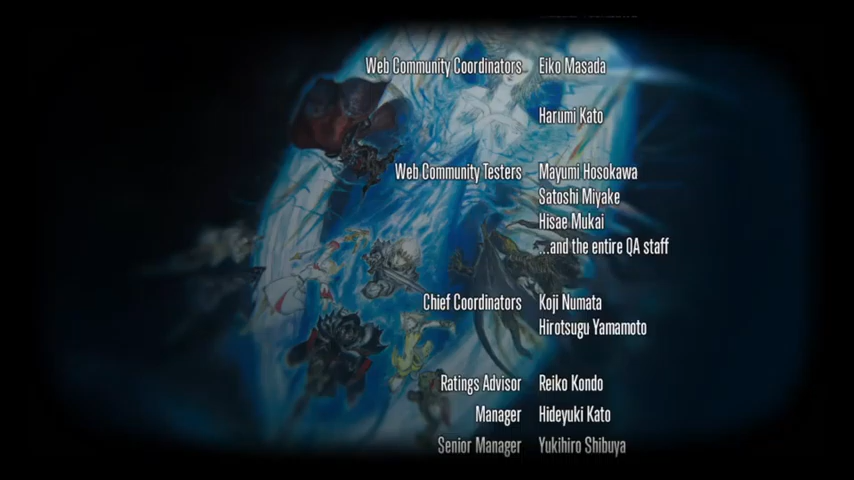 Web Community Coordinators Eiko Masada
Harumi Kato
Web Community Testers Mayumi Hosokawa
Satoshi Miyake
Hisae Mukai
...and the entire QA staff
Chief Coordinators Koji Numata
Hirotsugu Yamamoto
Ratings Advisor Reiko Kondo
Manager Hideyuki Kato
Senior Manager Yukihiro Shibuya